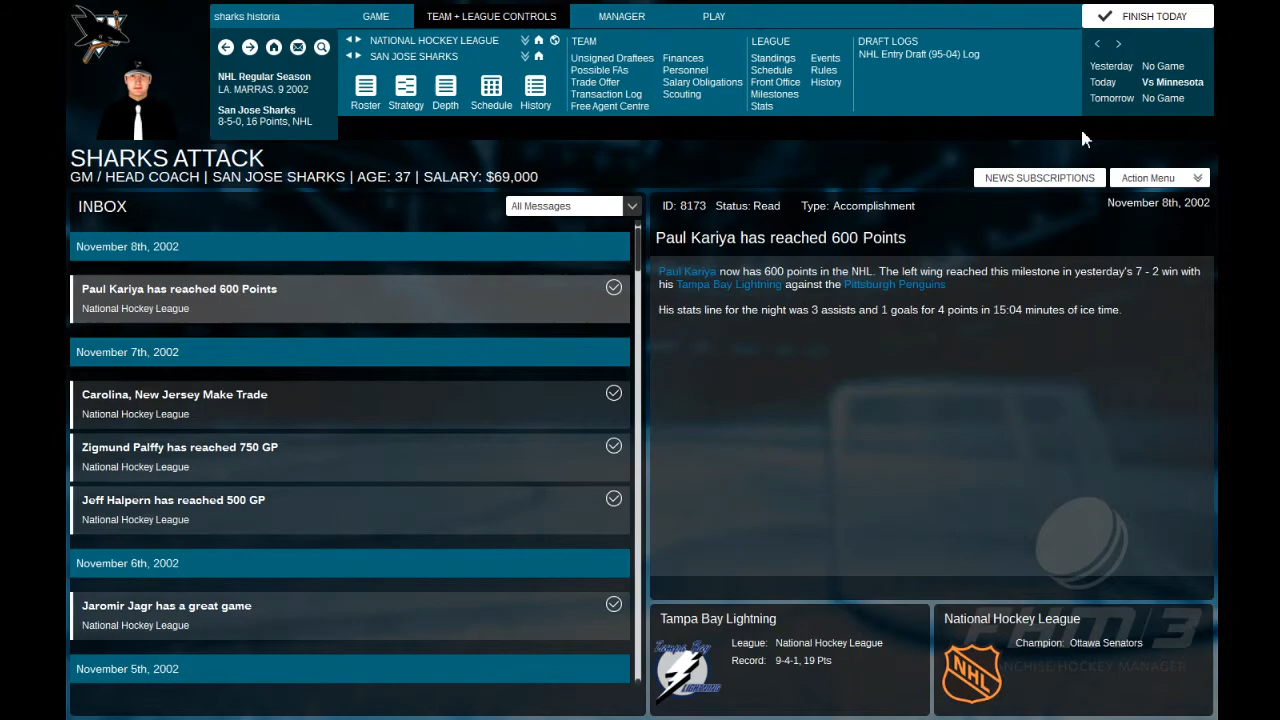 sharks historia
GAME
TEAM + LEAGUE CONTROLS
MANAGER
PLAY
FINISH TODAY
NHL Regular Season
LA. MARRAS. 9 2002
San Jose Sharks
8-5-0, 16 Points, NHL
NATIONAL HOCKEY LEAGUE
SAN JOSE SHARKS
Roster
Strategy
Depth
Schedule
History
TEAM
Unsigned Draftees
Possible FAs
Trade Offer
Transaction Log
Free Agent Centre
Finances
Personnel
Salary Obligations
Scouting
LEAGUE
Standings
Schedule
Front Office
Milestones
Stats
Events
Rules
History
DRAFT LOGS
NHL Entry Draft (95-04) Log
Yesterday No Game
Today Vs Minnesota
Tomorrow No Game
SHARKS ATTACK
GM / HEAD COACH | SAN JOSE SHARKS | AGE: 37 | SALARY: $69,000
NEWS SUBSCRIPTIONS
Action Menu
INBOX
All Messages
November 8th, 2002
Paul Kariya has reached 600 Points
National Hockey League
November 7th, 2002
Carolina, New Jersey Make Trade
National Hockey League
Zigmund Palffy has reached 750 GP
National Hockey League
Jeff Halpern has reached 500 GP
National Hockey League
November 6th, 2002
Jaromir Jagr has a great game
National Hockey League
November 5th, 2002
ID: 8173 Status: Read Type: Accomplishment
November 8th, 2002
Paul Kariya has reached 600 Points
Paul Kariya now has 600 points in the NHL. The left wing reached this milestone in yesterday's 7 - 2 win with
his Tampa Bay Lightning against the Pittsburgh Penguins
His stats line for the night was 3 assists and 1 goals for 4 points in 15:04 minutes of ice time.
Tampa Bay Lightning
League: National Hockey League
Record: 9-4-1, 19 Pts
Tampa Bay
LIGHTNING
National Hockey League
Champion: Ottawa Senators
NHL
FHM 3
NCHISE HOCKEY MANAGER